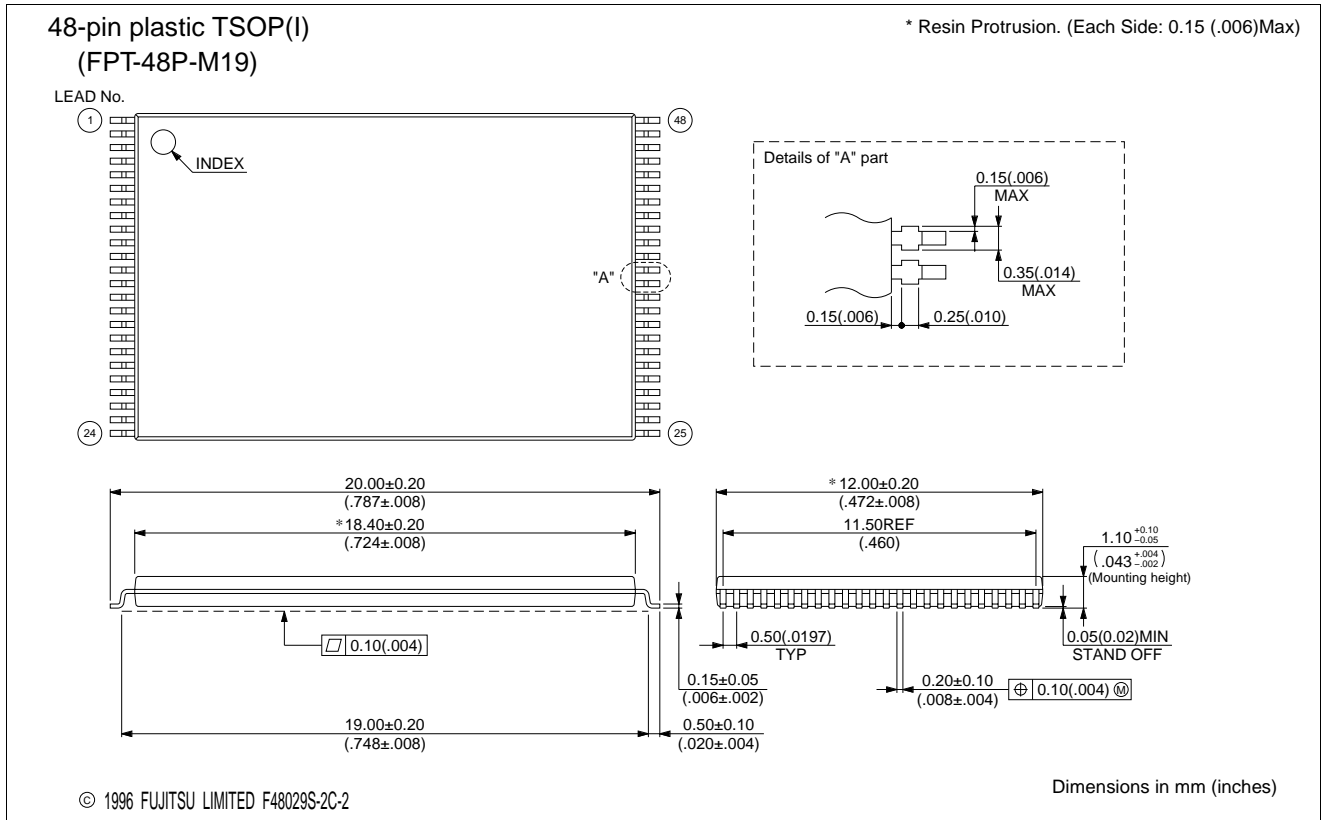 48-pin plastic TSOP(I)
(FPT-48P-M19)
* Resin Protrusion. (Each Side: 0.15 (.006)Max)
LEAD No.
1
48
INDEX
"A"
24
25
Details of "A" part
0.15(.006)
MAX
0.35(.014)
MAX
0.15(.006)
0.25(.010)
20.00±0.20
(.787±.008)
*18.40±0.20
(.724±.008)
0.10(.004)
0.15±0.05
(.006±.002)
19.00±0.20
(.748±.008)
0.50±0.10
(.020±.004)
*12.00±0.20
(.472±.008)
11.50REF
(.460)
1.10 +0.10 −0.05
(.043 +.004 −.002)
(Mounting height)
0.50(.0197)
TYP
0.05(0.02)MIN
STAND OFF
0.20±0.10
(.008±.004)
⌖ 0.10(.004) Ⓜ
© 1996 FUJITSU LIMITED F48029S-2C-2
Dimensions in mm (inches)